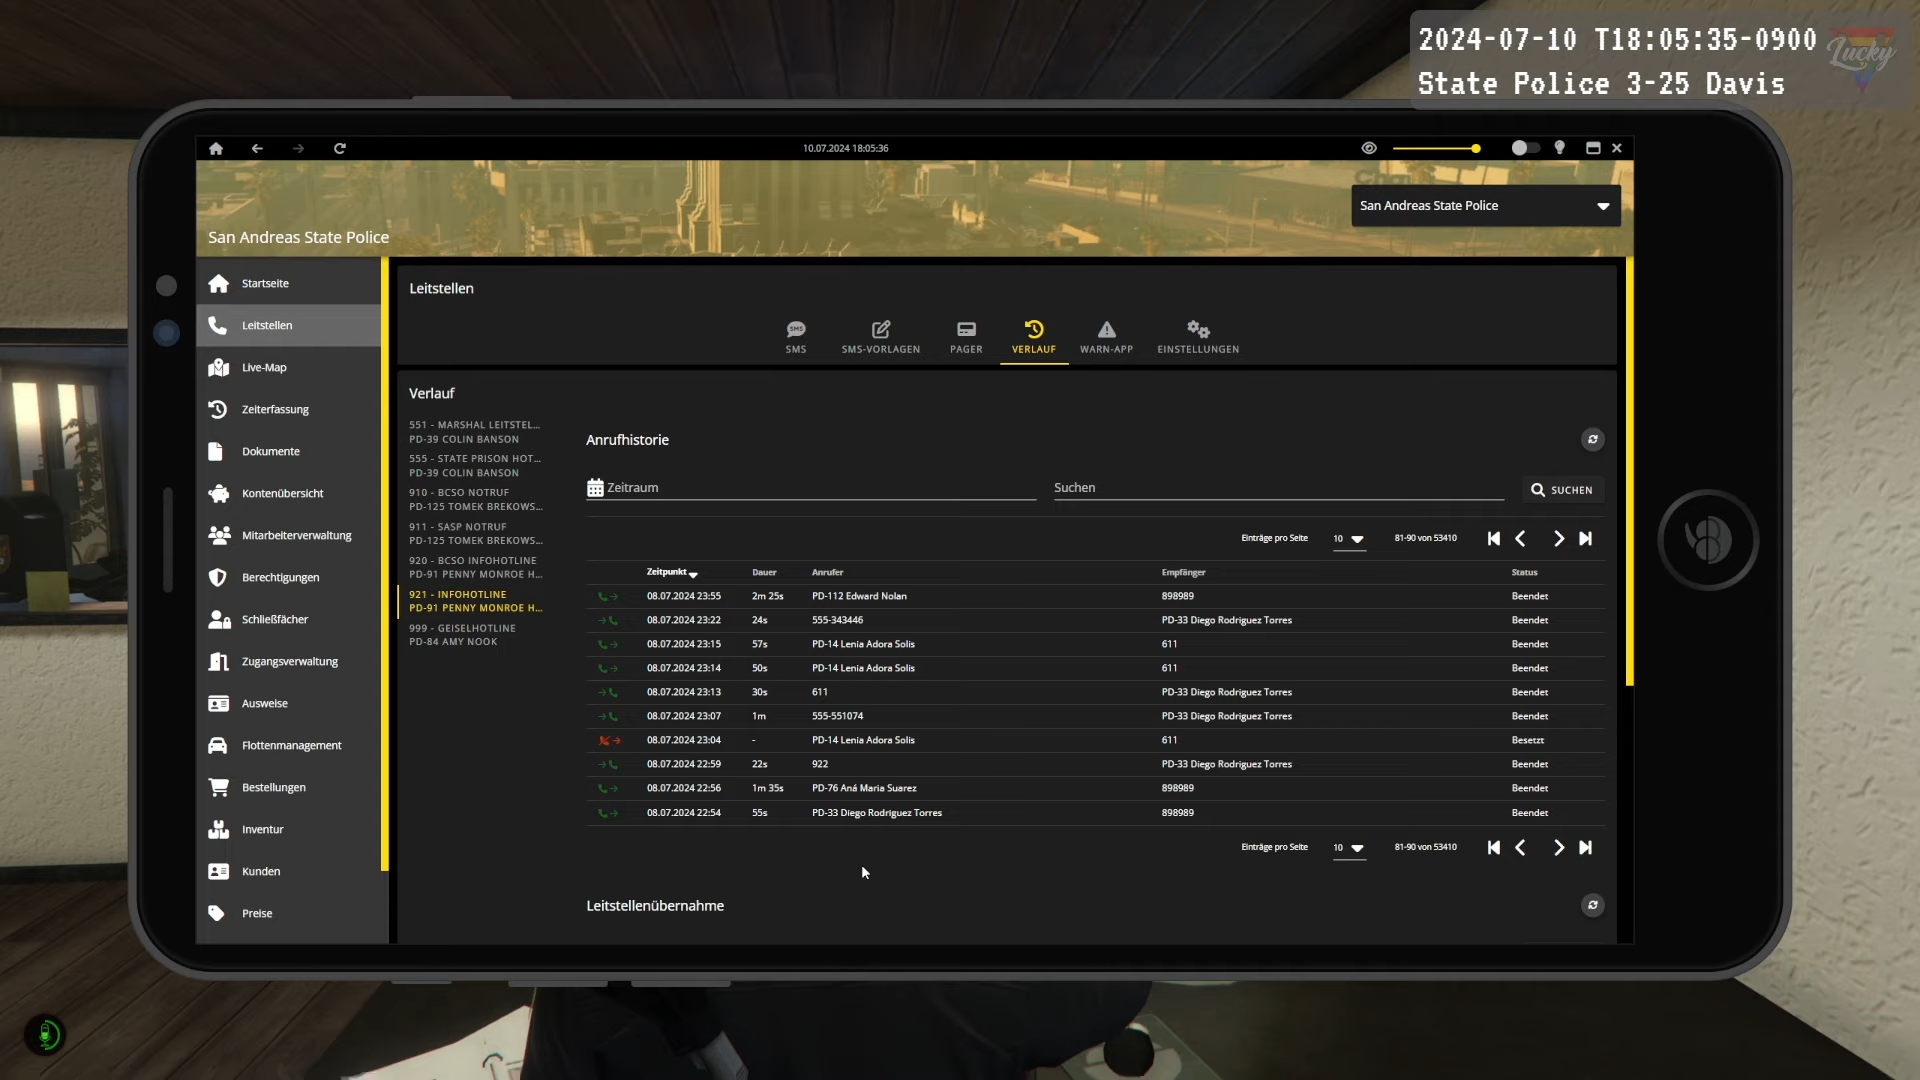 2024-07-10 T18:05:35-0900
State Police 3-25 Davis
Lucky
10.07.2024 18:05:36
San Andreas State Police
San Andreas State Police
Startseite
Leitstellen
Live-Map
Zeiterfassung
Dokumente
Kontenübersicht
Mitarbeiterverwaltung
Berechtigungen
Schließfächer
Zugangsverwaltung
Ausweise
Flottenmanagement
Bestellungen
Inventur
Kunden
Preise
Leitstellen
SMS SMS-VORLAGEN PAGER VERLAUF WARN-APP EINSTELLUNGEN
Verlauf
551 - MARSHAL LEITSTEL...
PD-39 COLIN BANSON
555 - STATE PRISON HOT...
PD-39 COLIN BANSON
910 - BCSO NOTRUF
PD-125 TOMEK BREKOWS...
911 - SASP NOTRUF
PD-125 TOMEK BREKOWS...
920 - BCSO INFOHOTLINE
PD-91 PENNY MONROE H...
921 - INFOHOTLINE
PD-91 PENNY MONROE H...
999 - GEISELHOTLINE
PD-84 AMY NOOK
Anrufhistorie
Zeitraum Suchen SUCHEN
Einträge pro Seite 10 81-90 von 53410
Zeitpunkt Dauer Anrufer Empfänger Status
08.07.2024 23:55 2m 25s PD-112 Edward Nolan 898989 Beendet
08.07.2024 23:22 24s 555-343446 PD-33 Diego Rodriguez Torres Beendet
08.07.2024 23:15 57s PD-14 Lenia Adora Solis 611 Beendet
08.07.2024 23:14 50s PD-14 Lenia Adora Solis 611 Beendet
08.07.2024 23:13 30s 611 PD-33 Diego Rodriguez Torres Beendet
08.07.2024 23:07 1m 555-551074 PD-33 Diego Rodriguez Torres Beendet
08.07.2024 23:04 - PD-14 Lenia Adora Solis 611 Besetzt
08.07.2024 22:59 22s 922 PD-33 Diego Rodriguez Torres Beendet
08.07.2024 22:56 1m 35s PD-76 Aná Maria Suarez 898989 Beendet
08.07.2024 22:54 55s PD-33 Diego Rodriguez Torres 898989 Beendet
Einträge pro Seite 10 81-90 von 53410
Leitstellenübernahme